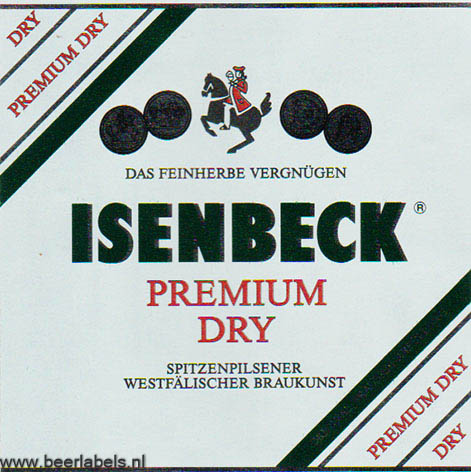 DRY
PREMIUM DRY
DAS FEINHERBE VERGNÜGEN
ISENBECK®
PREMIUM
DRY
SPITZENPILSENER
WESTFÄLISCHER BRAUKUNST
PREMIUM DRY
DRY
www.beerlabels.nl